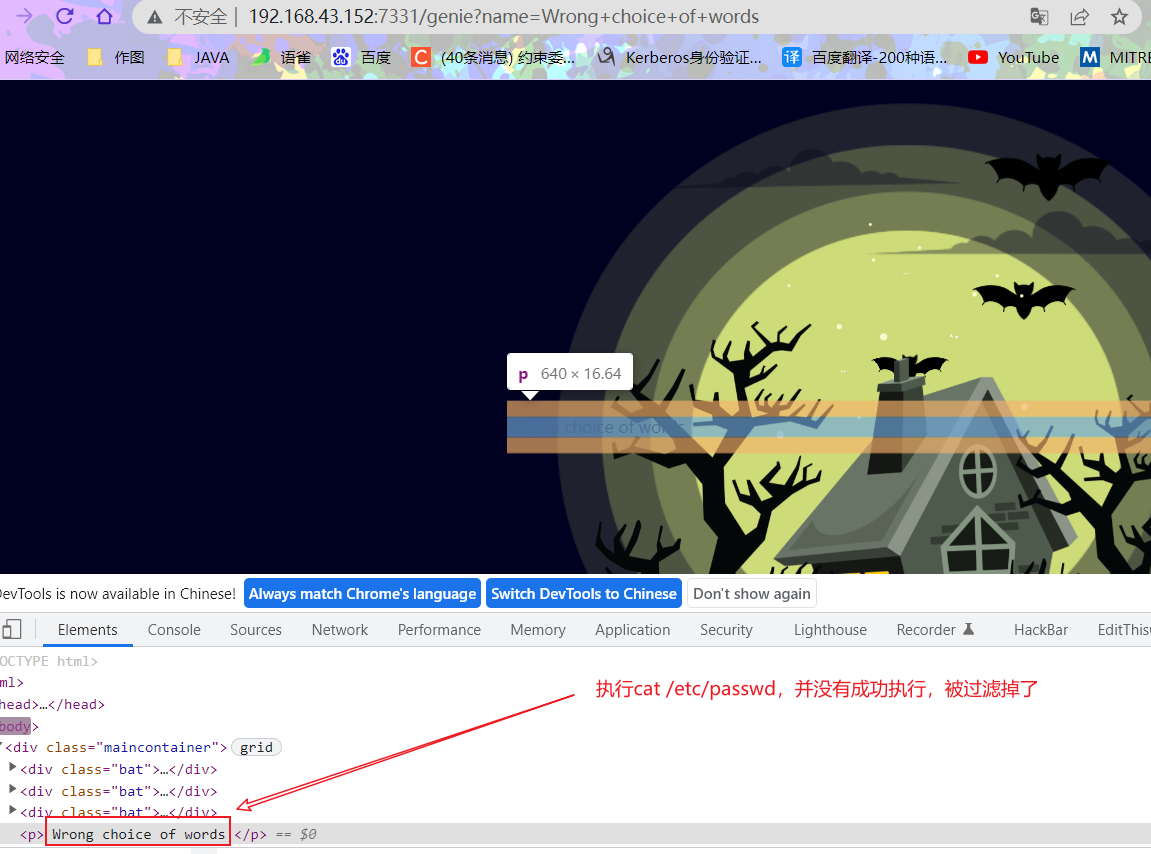 不安全 | 192.168.43.152:7331/genie?name=Wrong+choice+of+words
网络安全 作图 JAVA 语雀 百度 C (40条消息) 约束委... Kerberos身份验证... 译 百度翻译-200种语... YouTube M MITRE
p 640 × 16.64
choice of words
DevTools is now available in Chinese! Always match Chrome's language Switch DevTools to Chinese Don't show again
Elements Console Sources Network Performance Memory Application Security Lighthouse Recorder HackBar EditThis
OCTYPE html>
ml>
执行cat /etc/passwd，并没有成功执行，被过滤掉了
head>…</head>
body>
<div class="maincontainer"> grid
<div class="bat">…</div>
<div class="bat">…</div>
<div class="bat">…</div>
<p> Wrong choice of words </p> == $0